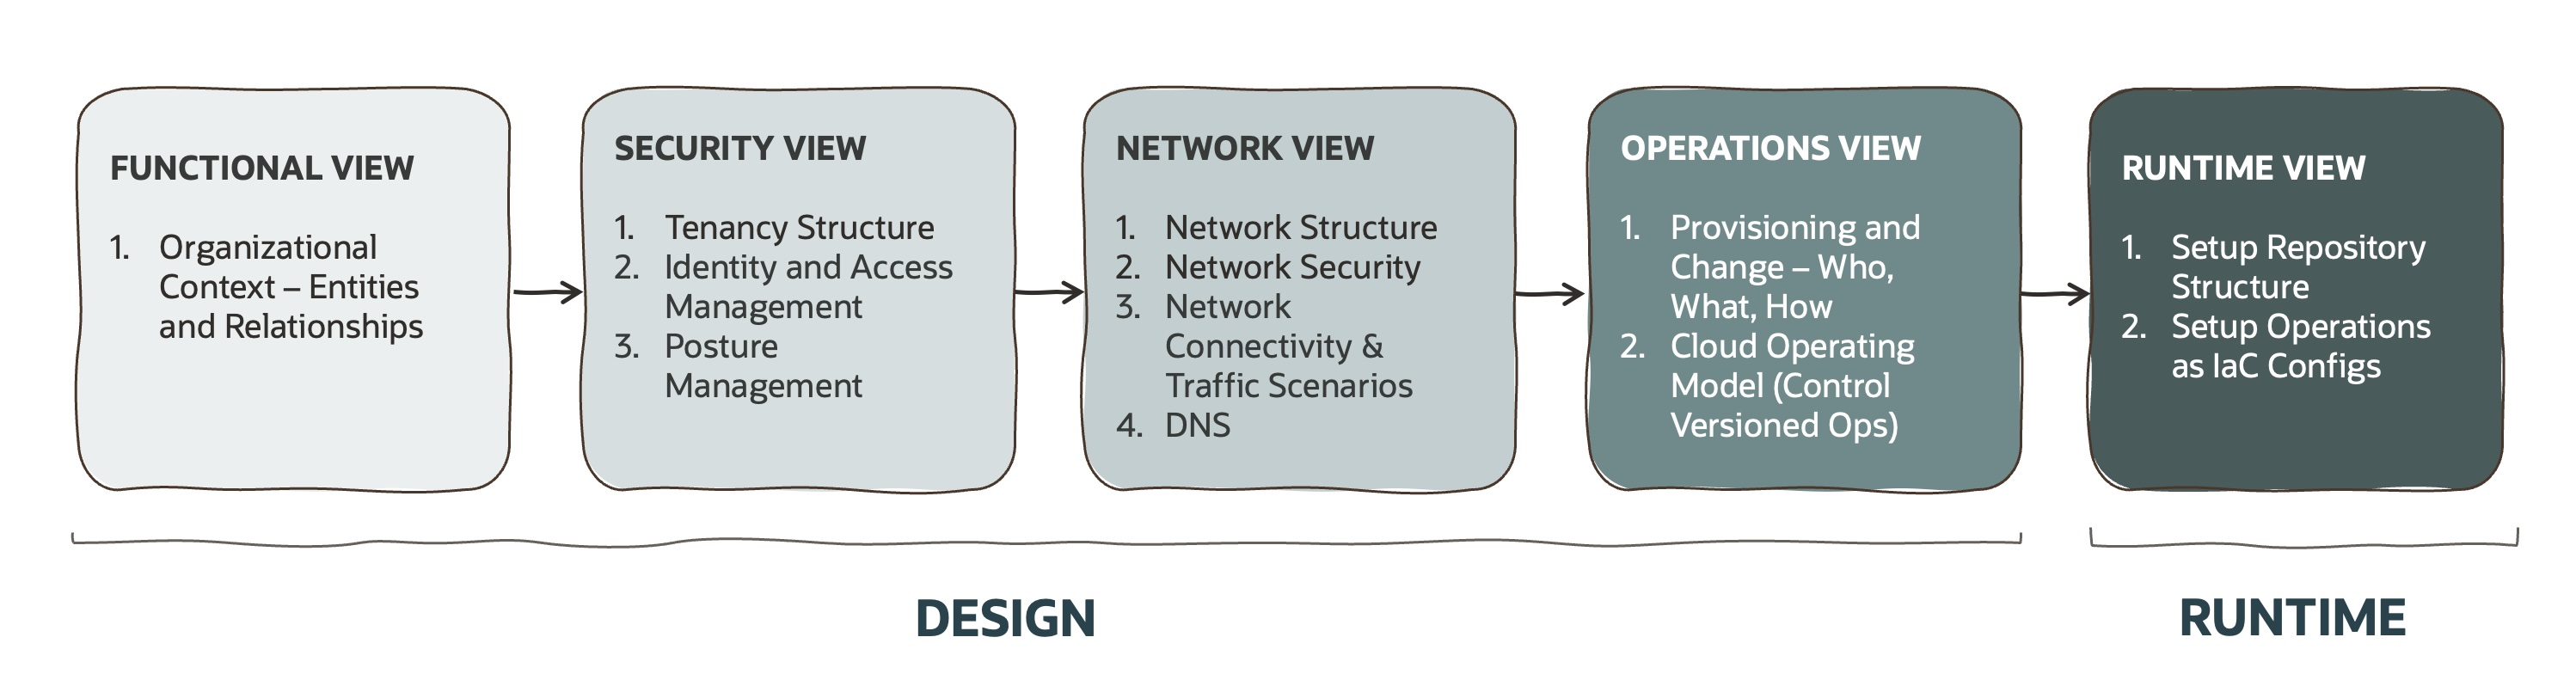 FUNCTIONAL VIEW
1. Organizational
Context – Entities
and Relationships
SECURITY VIEW
1. Tenancy Structure
2. Identity and Access
Management
3. Posture
Management
NETWORK VIEW
1. Network Structure
2. Network Security
3. Network
Connectivity &
Traffic Scenarios
4. DNS
OPERATIONS VIEW
1. Provisioning and
Change – Who,
What, How
2. Cloud Operating
Model (Control
Versioned Ops)
RUNTIME VIEW
1. Setup Repository
Structure
2. Setup Operations
as IaC Configs
DESIGN
RUNTIME